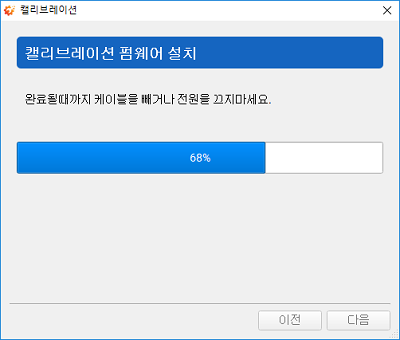 캘리브레이션
캘리브레이션 펌웨어 설치
완료될때까지 케이블을 빼거나 전원을 끄지마세요.
68%
이전
다음